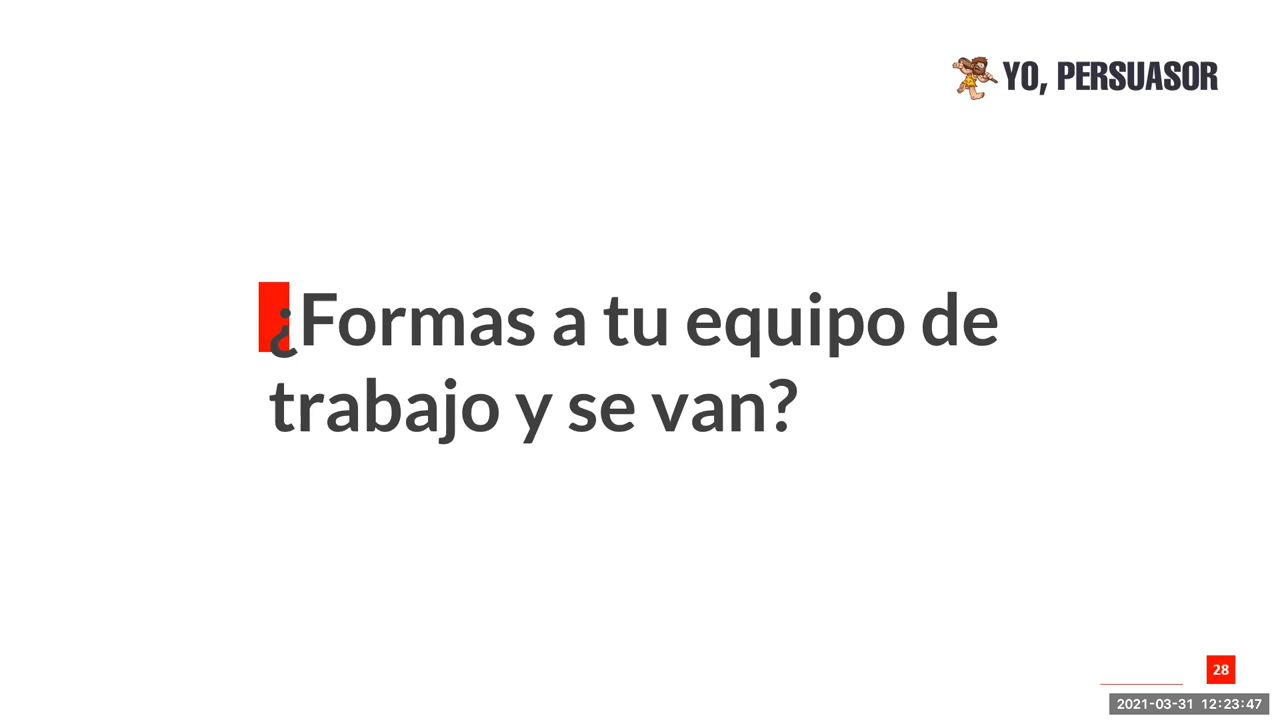 YO, PERSUASOR
¿Formas a tu equipo de
trabajo y se van?
28
2021-03-31 12:23:47